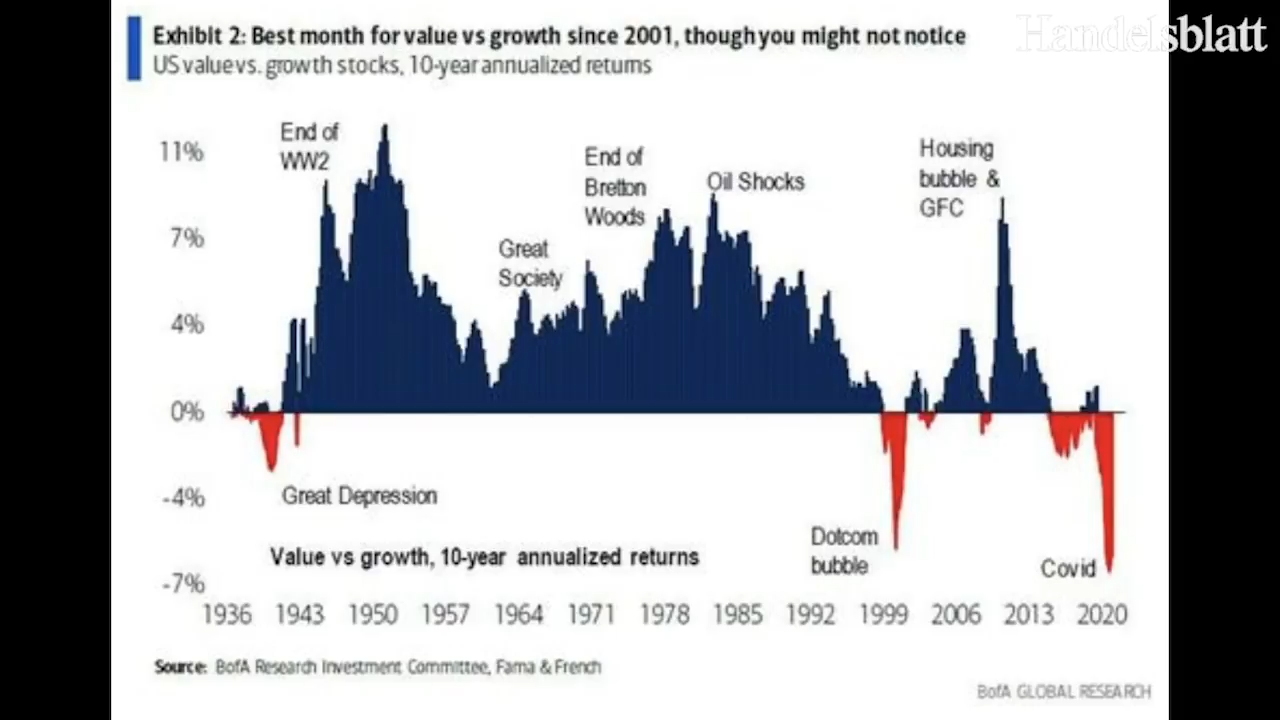 Handelsblatt
Exhibit 2: Best month for value vs growth since 2001, though you might not notice
US value vs. growth stocks, 10-year annualized returns
End of
WW2
11%
End of
Bretton
Woods
Oil Shocks
Housing
bubble &
GFC
7%
Great
Society
4%
0%
-4%
Great Depression
Dotcom
bubble
Value vs growth, 10-year annualized returns
Covid
-7%
1936 1943 1950 1957 1964 1971 1978 1985 1992 1999 2006 2013 2020
Source: BofA Research Investment Committee, Fama & French
BofA GLOBAL RESEARCH